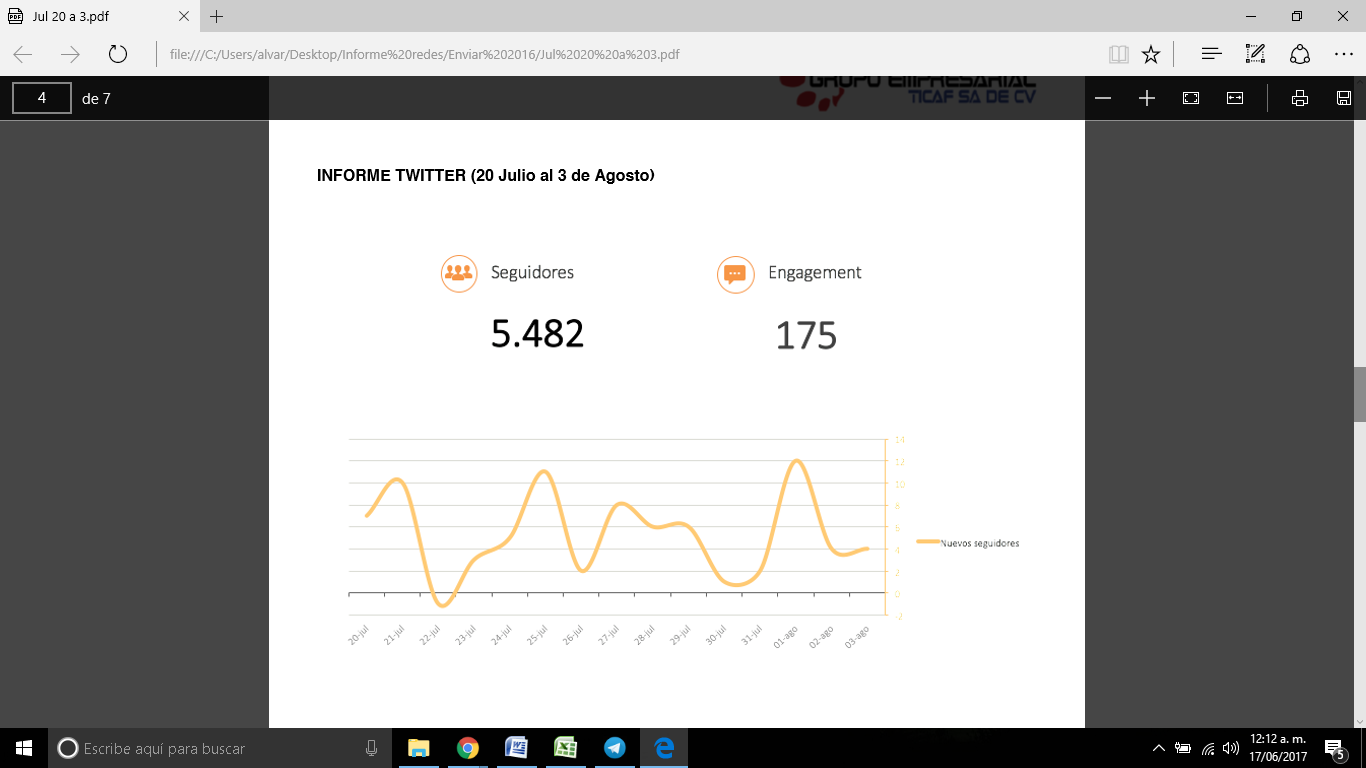 Jul 20 a 3.pdf
file:///C:/Users/alvar/Desktop/Informe%20redes/Enviar%202016/Jul%2020%20a%203.pdf
4 de 7
GRUPO EMPRESARIAL
TICAF SA DE CV
INFORME TWITTER (20 Julio al 3 de Agosto)
Seguidores
Engagement
5.482
175
14
12
10
8
6
4
2
0
-2
Nuevos seguidores
20-jul
21-jul
22-jul
23-jul
24-jul
25-jul
26-jul
27-jul
28-jul
29-jul
30-jul
31-jul
01-ago
02-ago
03-ago
Escribe aquí para buscar
12:12 a. m.
17/06/2017
5